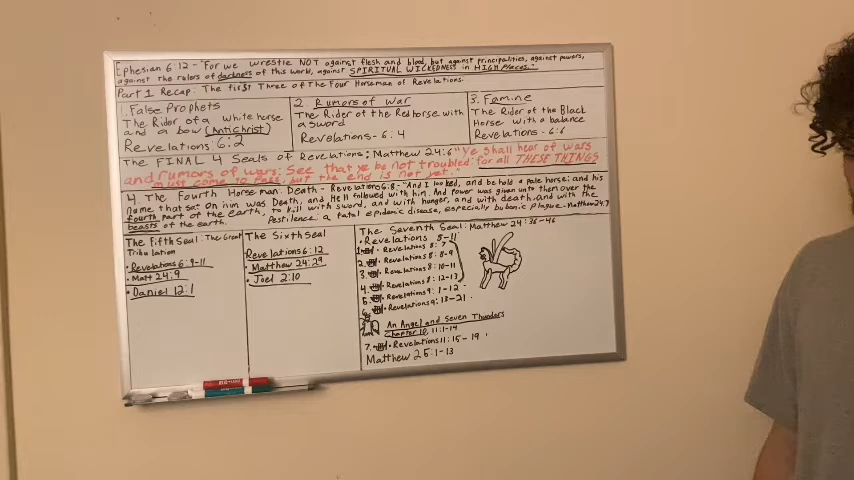 Ephesian 6:12 - "For we wrestle NOT against flesh and blood, but against principalities, against powers,
against the rulers of darkness of this world, against SPIRITUAL WICKEDNESS in HIGH Places."
Part 1 Recap: The first Three of The Four Horseman of Revelations.
1. False Prophets
The Rider of a white horse
and a bow (Antichrist)
Revelations: 6:2
2 Rumors of War
The Rider of the Red horse with
a sword
Revelations - 6:4
3. Famine
The Rider of the Black
Horse with a balance
Revelations - 6:6
The FINAL 4 Seals of Revelations: Matthew 24:6 "Ye shall hear of wars
and rumors of wars: See that ye be not troubled: for all THESE THINGS
must come to pass, but the end is not yet."
4. The Fourth Horseman: Death - Revelations 6:8 - "And I looked, and behold a pale horse: and his
name that sat on him was Death, and Hell followed with him. And Power was given unto them over the
fourth part of the earth, to kill with sword, and with hunger, and with death, and with the
beasts of the earth. Pestilence: a fatal epidemic disease, especially bubonic plague - Matthew 24:7
The Fifth Seal: The Great
Tribulation
Revelations 6:9-11
Matt 24:9
Daniel 12:1
The Sixth Seal
Revelations 6:12
Matthew 24:29
Joel 2:10
The Seventh Seal: Matthew 24:36-46
Revelations 8-11
1. Revelations 8:7
2. Revelations 8:8-9
3. Revelations 8:10-11
4. Revelations 8:12-13
5. Revelations 9:1-12
6. Revelations 9:13-21
An Angel and Seven Thunders
Chapter 10, 11:1-14
7. Revelations 11:15-19
Matthew 25:1-13